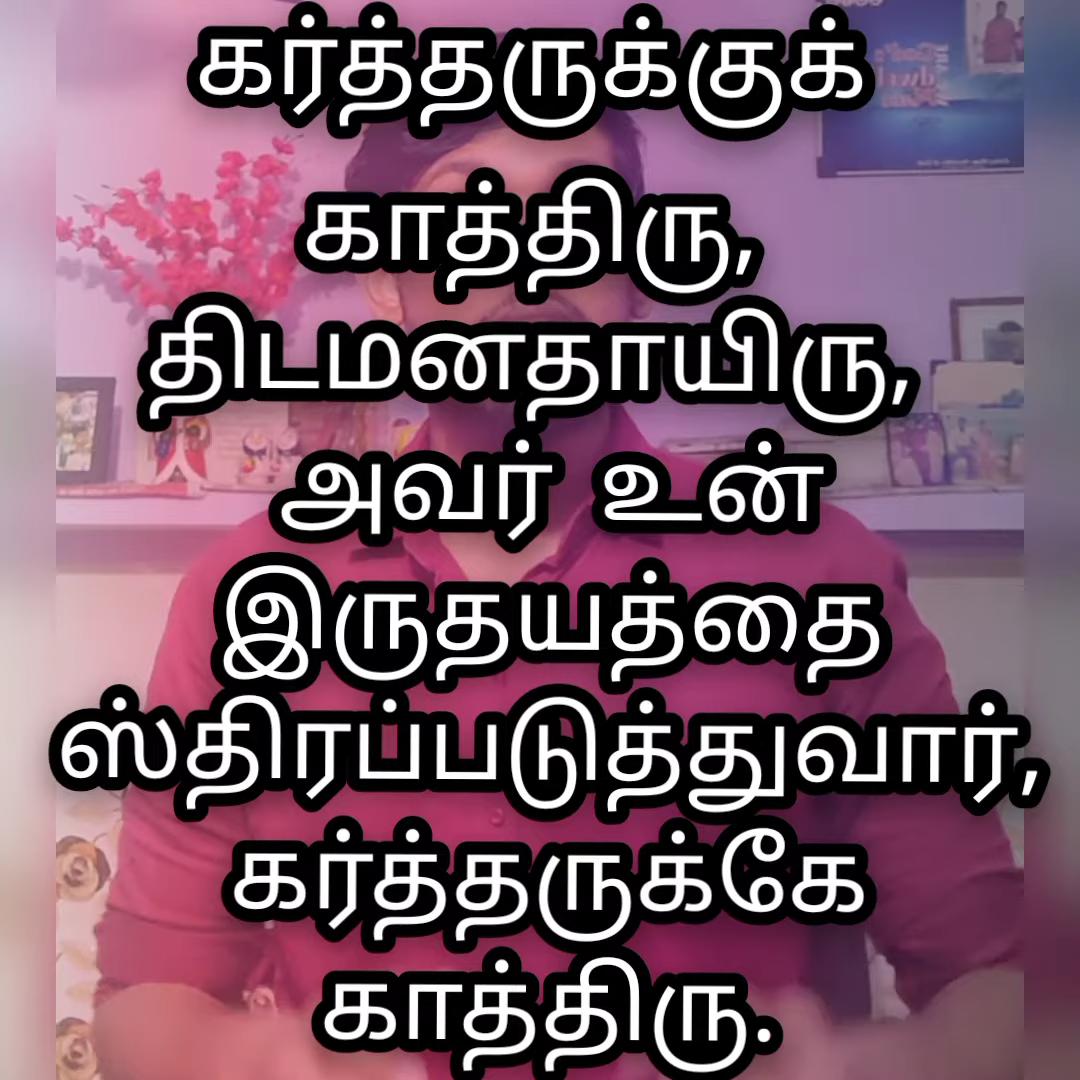 கர்த்தருக்குக்
காத்திரு,
திடமனதாயிரு,
அவர் உன்
இருதயத்தை
ஸ்திரப்படுத்துவார்,
கர்த்தருக்கே
காத்திரு.